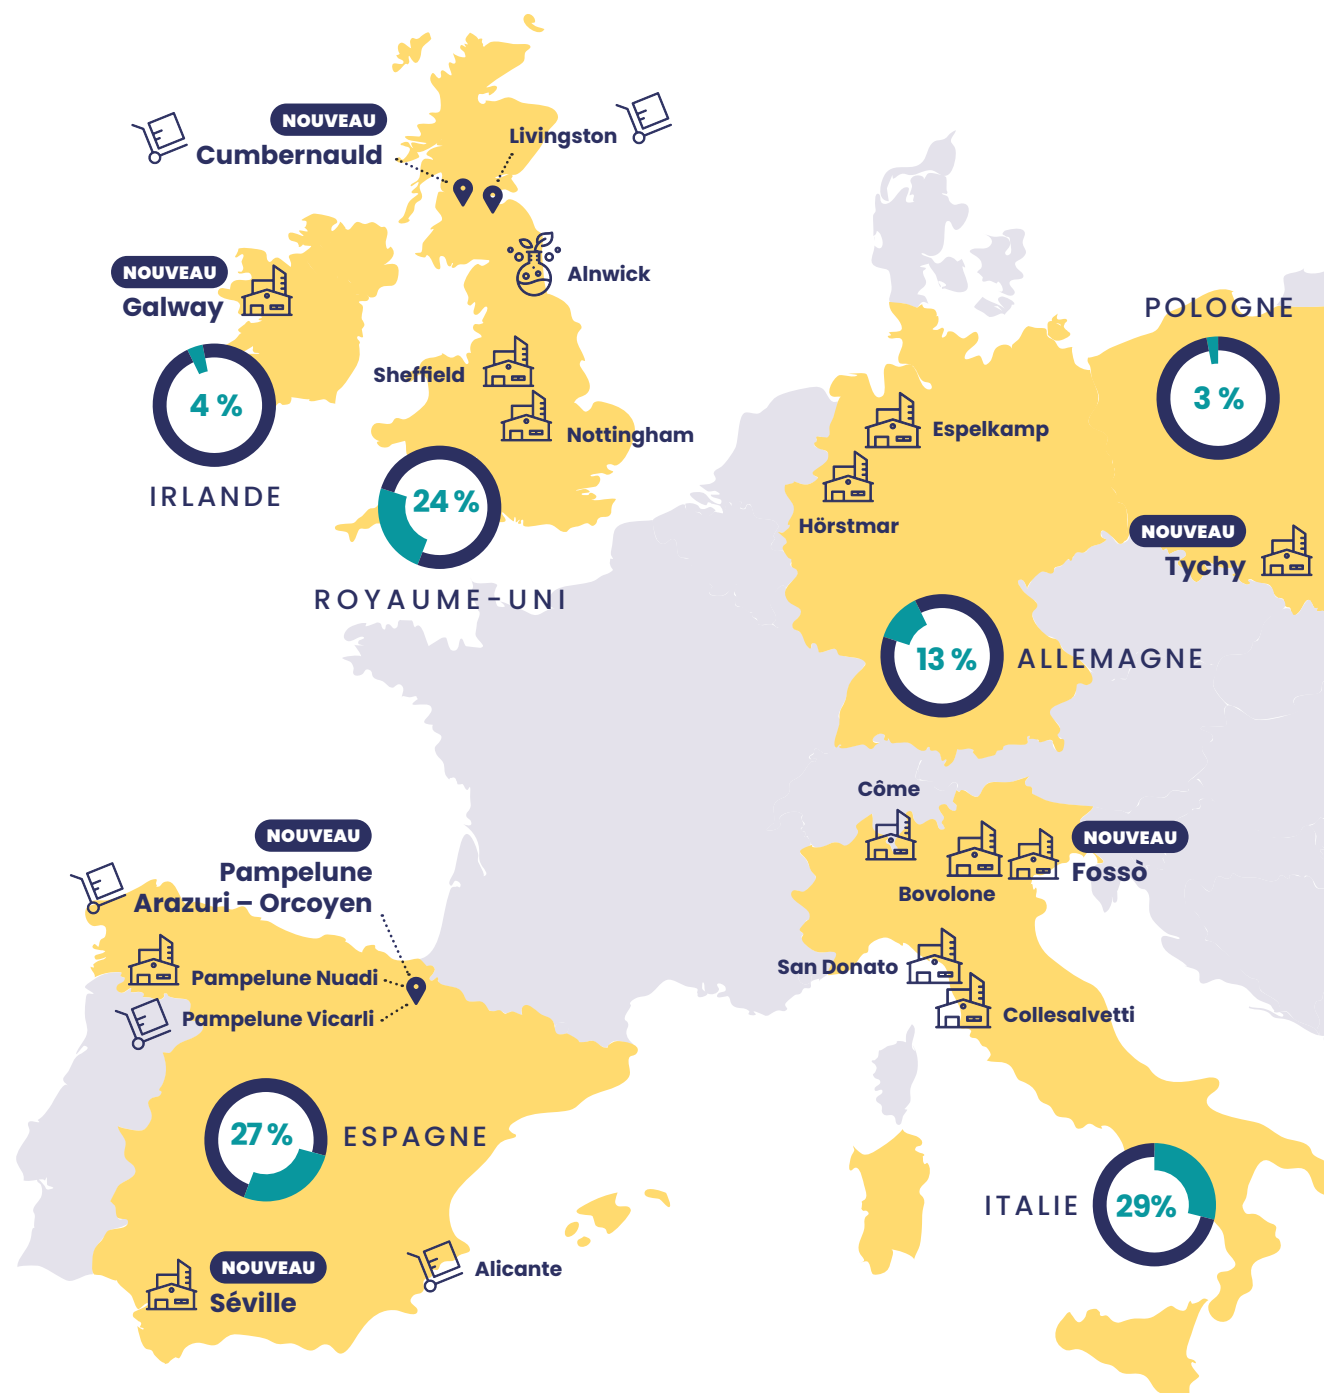 NOUVEAU
Cumbernauld
Livingston
NOUVEAU
Galway
Alnwick
4 %
IRLANDE
Sheffield
Nottingham
24 %
ROYAUME-UNI
POLOGNE
3 %
Espelkamp
Hörstmar
NOUVEAU
Tychy
13 %
ALLEMAGNE
Côme
NOUVEAU
Fossò
Bovolone
San Donato
Collesalvetti
NOUVEAU
Pampelune
Arazuri – Orcoyen
Pampelune Nuadi
Pampelune Vicarli
27 %
ESPAGNE
ITALIE
29%
NOUVEAU
Séville
Alicante